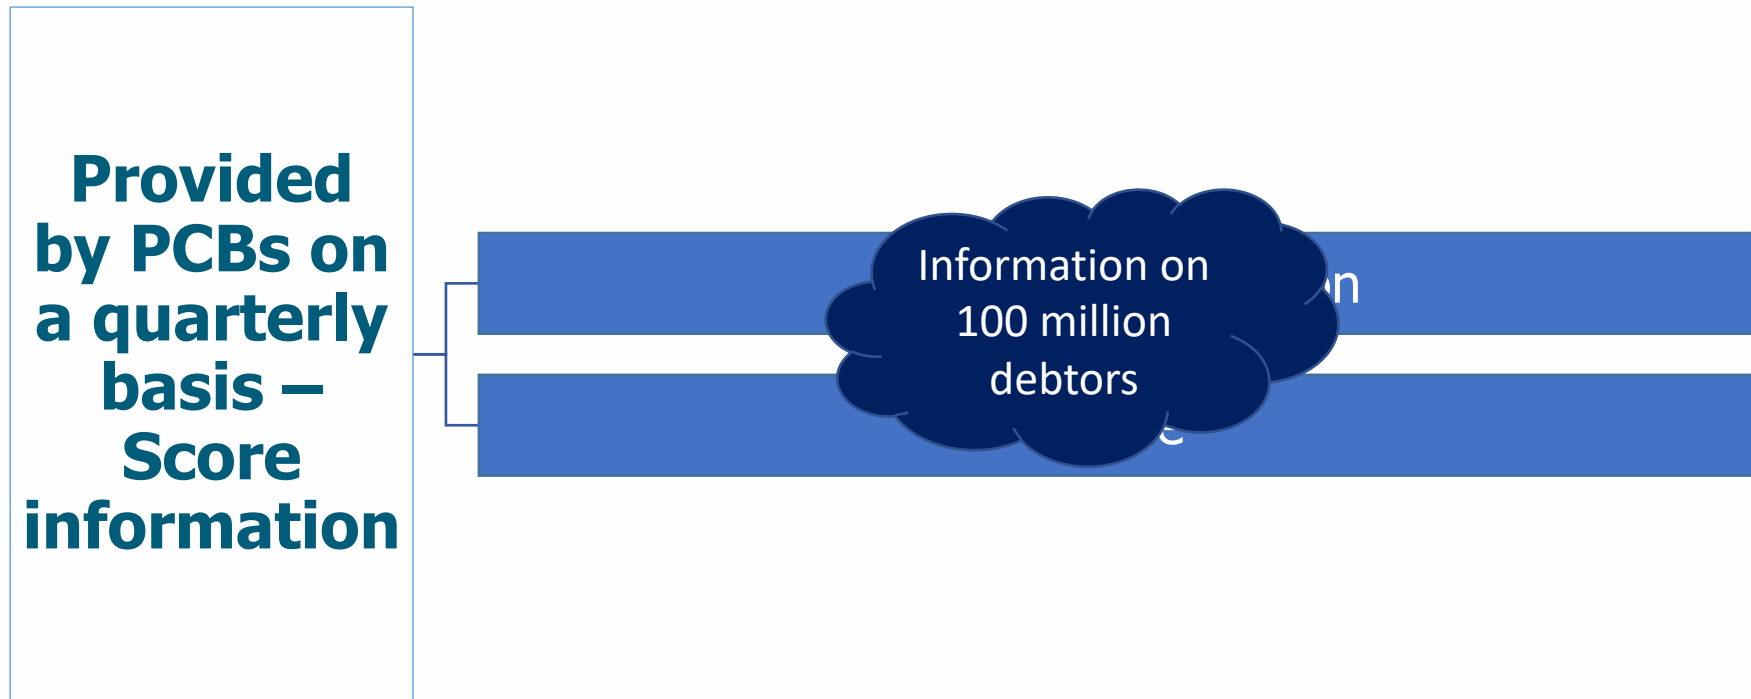 Provided
by PCBs on
a quarterly
basis –
Score
information
Information on
100 million
debtors